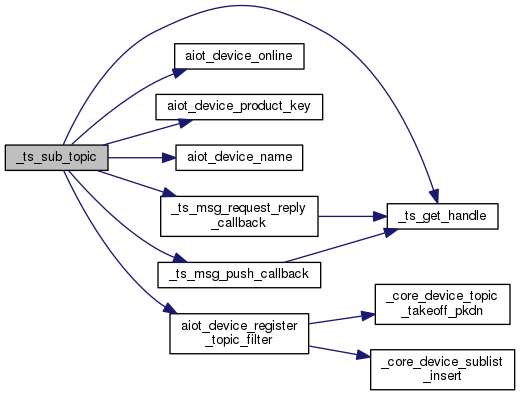 aiot_device_online
aiot_device_product_key
_ts_sub_topic
aiot_device_name
_ts_msg_request_reply
_callback
_ts_get_handle
_ts_msg_push_callback
_core_device_topic
_takeoff_pkdn
aiot_device_register
_topic_filter
_core_device_sublist
_insert